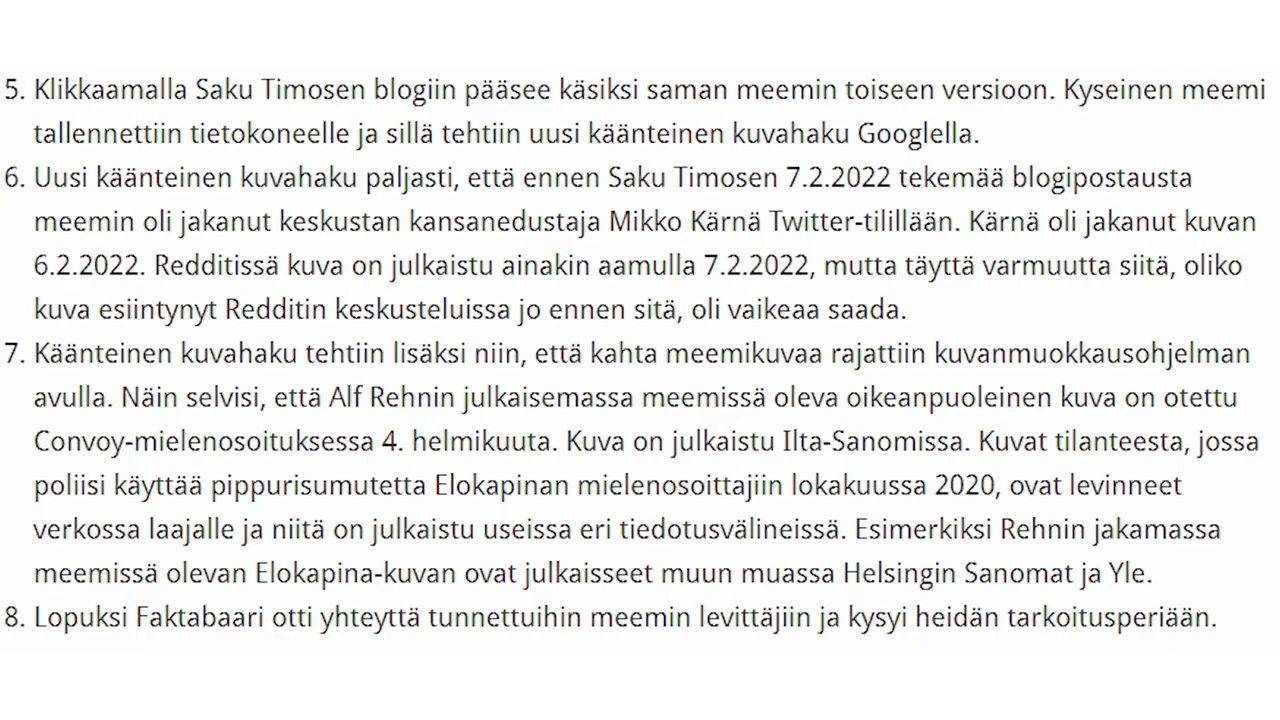 5. Klikkaamalla Saku Timosen blogiin pääsee käsiksi saman meemin toiseen versioon. Kyseinen meemi
tallennettiin tietokoneelle ja sillä tehtiin uusi käänteinen kuvahaku Googlella.
6. Uusi käänteinen kuvahaku paljasti, että ennen Saku Timosen 7.2.2022 tekemää blogipostausta
meemin oli jakanut keskustan kansanedustaja Mikko Kärnä Twitter-tilillään. Kärnä oli jakanut kuvan
6.2.2022. Redditissä kuva on julkaistu ainakin aamulla 7.2.2022, mutta täyttä varmuutta siitä, oliko
kuva esiintynyt Redditin keskusteluissa jo ennen sitä, oli vaikeaa saada.
7. Käänteinen kuvahaku tehtiin lisäksi niin, että kahta meemikuvaa rajattiin kuvanmuokkausohjelman
avulla. Näin selvisi, että Alf Rehnin julkaisemassa meemissä oleva oikeanpuoleinen kuva on otettu
Convoy-mielenosoituksessa 4. helmikuuta. Kuva on julkaistu Ilta-Sanomissa. Kuvat tilanteesta, jossa
poliisi käyttää pippurisumutetta Elokapinan mielenosoittajiin lokakuussa 2020, ovat levinneet
verkossa laajalle ja niitä on julkaistu useissa eri tiedotusvälineissä. Esimerkiksi Rehnin jakamassa
meemissä olevan Elokapina-kuvan ovat julkaisseet muun muassa Helsingin Sanomat ja Yle.
8. Lopuksi Faktabaari otti yhteyttä tunnettuihin meemin levittäjiin ja kysyi heidän tarkoitusperiään.